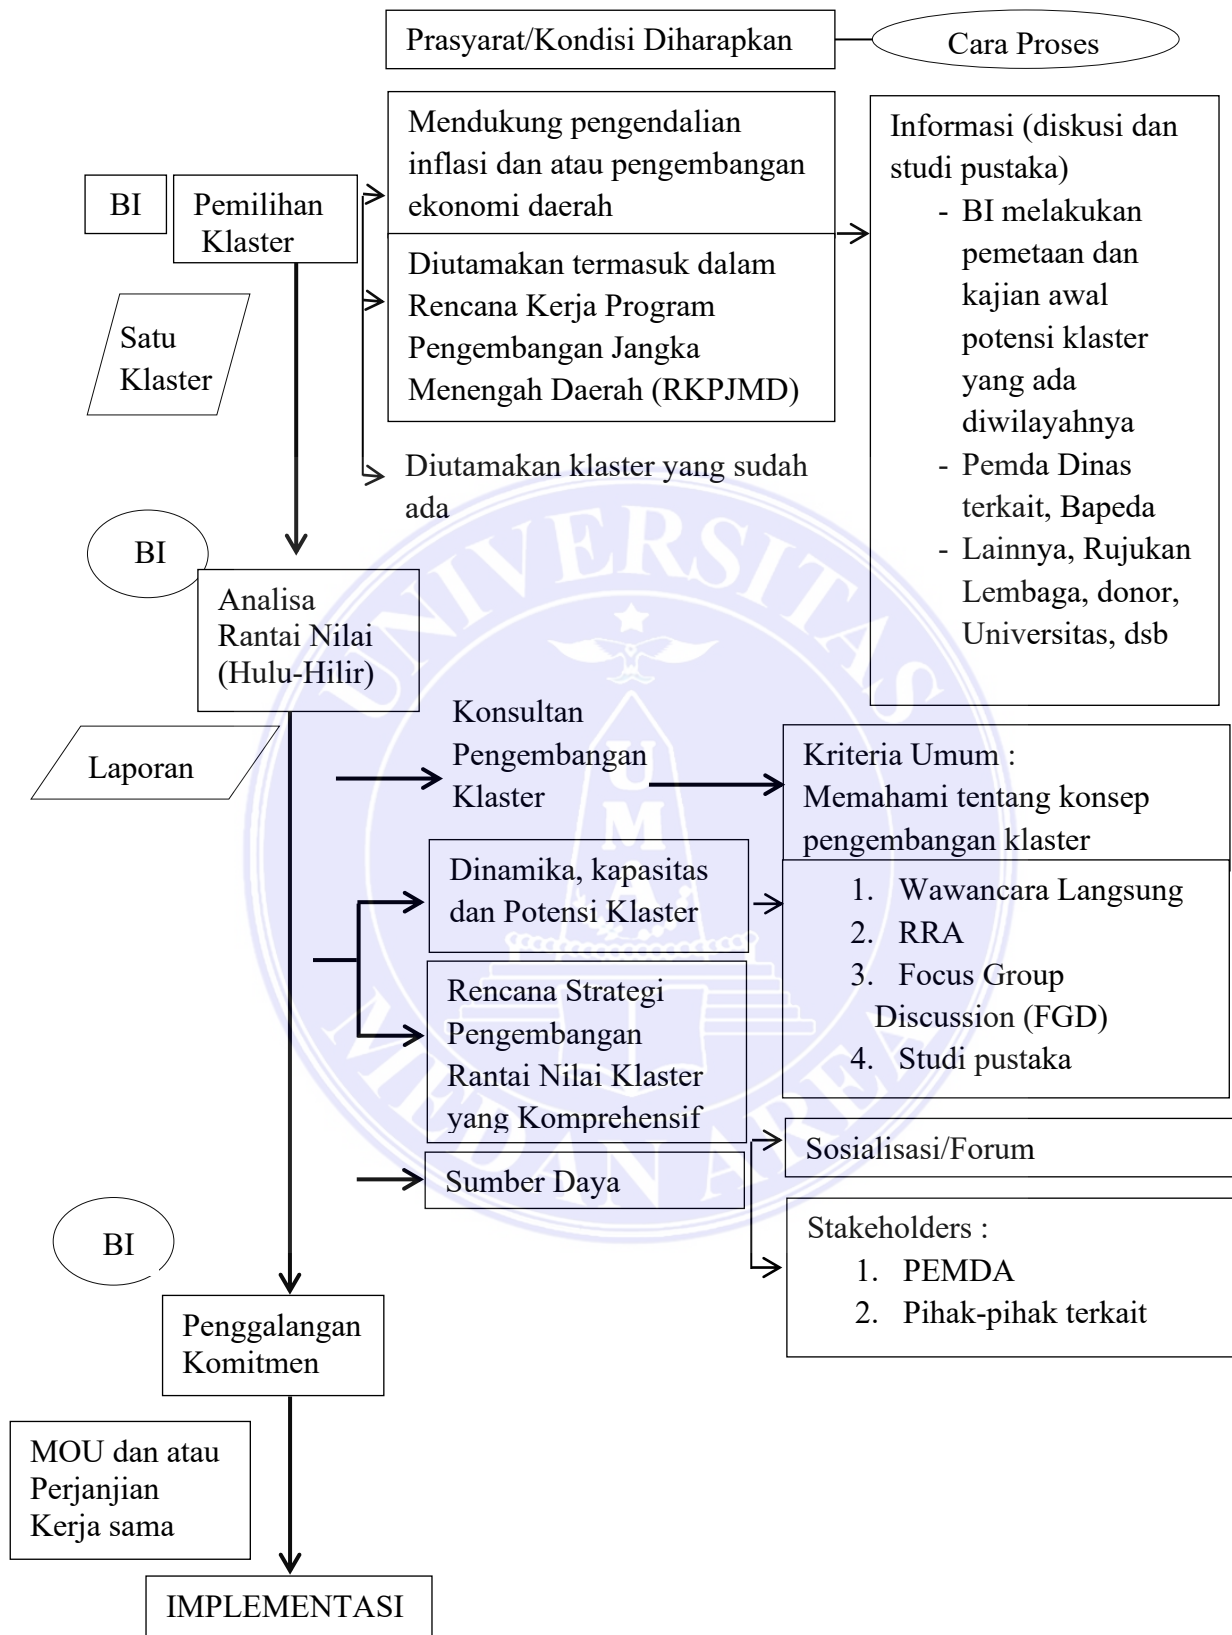 Prasyarat/Kondisi Diharapkan
Cara Proses
BI
Pemilihan
Klaster
Mendukung pengendalian
inflasi dan atau pengembangan
ekonomi daerah
Diutamakan termasuk dalam
Rencana Kerja Program
Pengembangan Jangka
Menengah Daerah (RKPJMD)
Diutamakan klaster yang sudah
ada
Informasi (diskusi dan
studi pustaka)
- BI melakukan
pemetaan dan
kajian awal
potensi klaster
yang ada
diwilayahnya
- Pemda Dinas
terkait, Bapeda
- Lainnya, Rujukan
Lembaga, donor,
Universitas, dsb
Satu
Klaster
BI
Analisa
Rantai Nilai
(Hulu-Hilir)
Laporan
Konsultan
Pengembangan
Klaster
Kriteria Umum :
Memahami tentang konsep
pengembangan klaster
Dinamika, kapasitas
dan Potensi Klaster
1. Wawancara Langsung
2. RRA
3. Focus Group
Discussion (FGD)
4. Studi pustaka
Rencana Strategi
Pengembangan
Rantai Nilai Klaster
yang Komprehensif
Sumber Daya
Sosialisasi/Forum
Stakeholders :
1. PEMDA
2. Pihak-pihak terkait
BI
Penggalangan
Komitmen
MOU dan atau
Perjanjian
Kerja sama
IMPLEMENTASI
UNIVERSITAS
MEDAN AREA
UMA